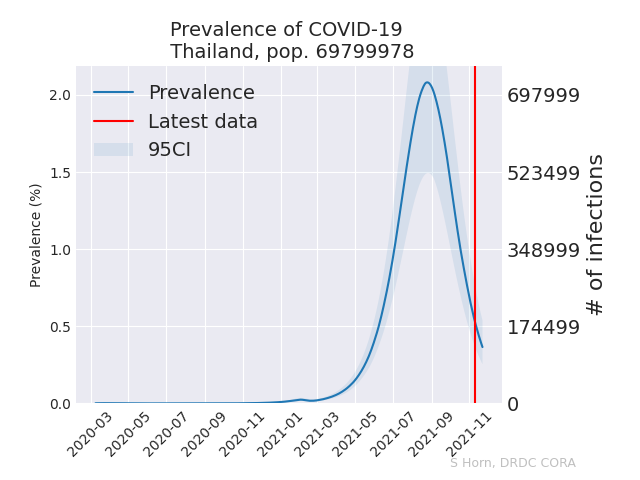 Prevalence of COVID-19
Thailand, pop. 69799978
Prevalence
Latest data
95CI
Prevalence (%)
2.0
1.5
1.0
0.5
0.0
697999
523499
348999
174499
0
# of infections
2020-03
2020-05
2020-07
2020-09
2020-11
2021-01
2021-03
2021-05
2021-07
2021-09
2021-11
S Horn, DRDC CORA